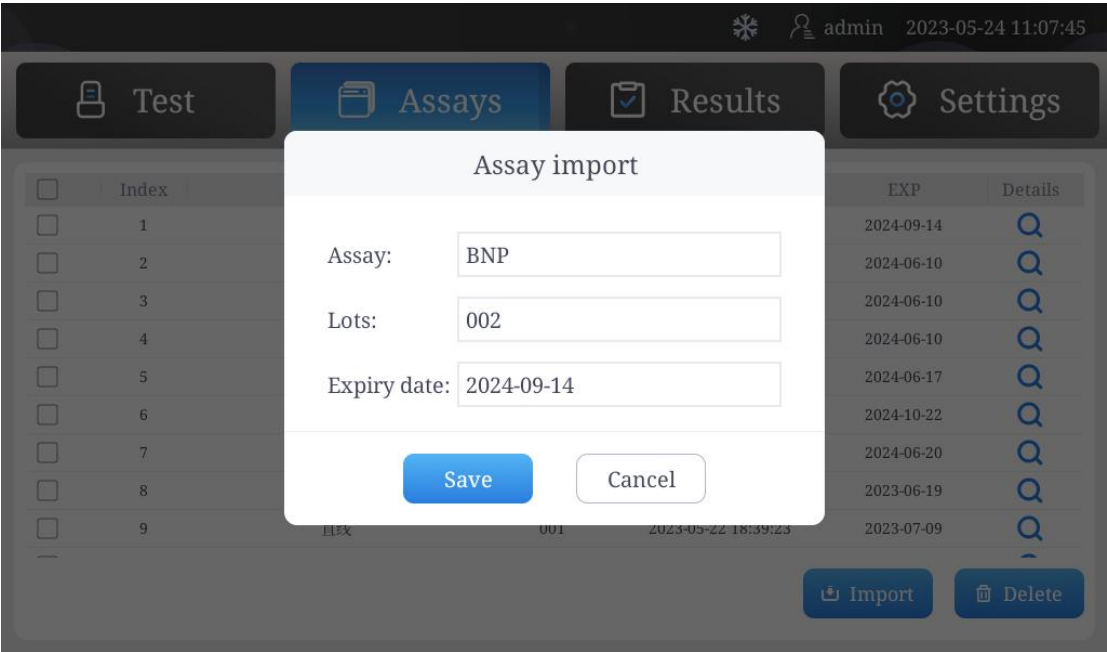 admin 2023-05-24 11:07:45
Test Assays Results Settings
Assay import
Index EXP Details
1 2024-09-14
Assay: BNP
2 2024-06-10
3 2024-06-10
Lots: 002
4 2024-06-10
5 2024-06-17
Expiry date: 2024-09-14
6 2024-10-22
7 2024-06-20
Save Cancel
8 2023-06-19
9 直线 001 2023-05-22 18:39:23 2023-07-09
Import Delete